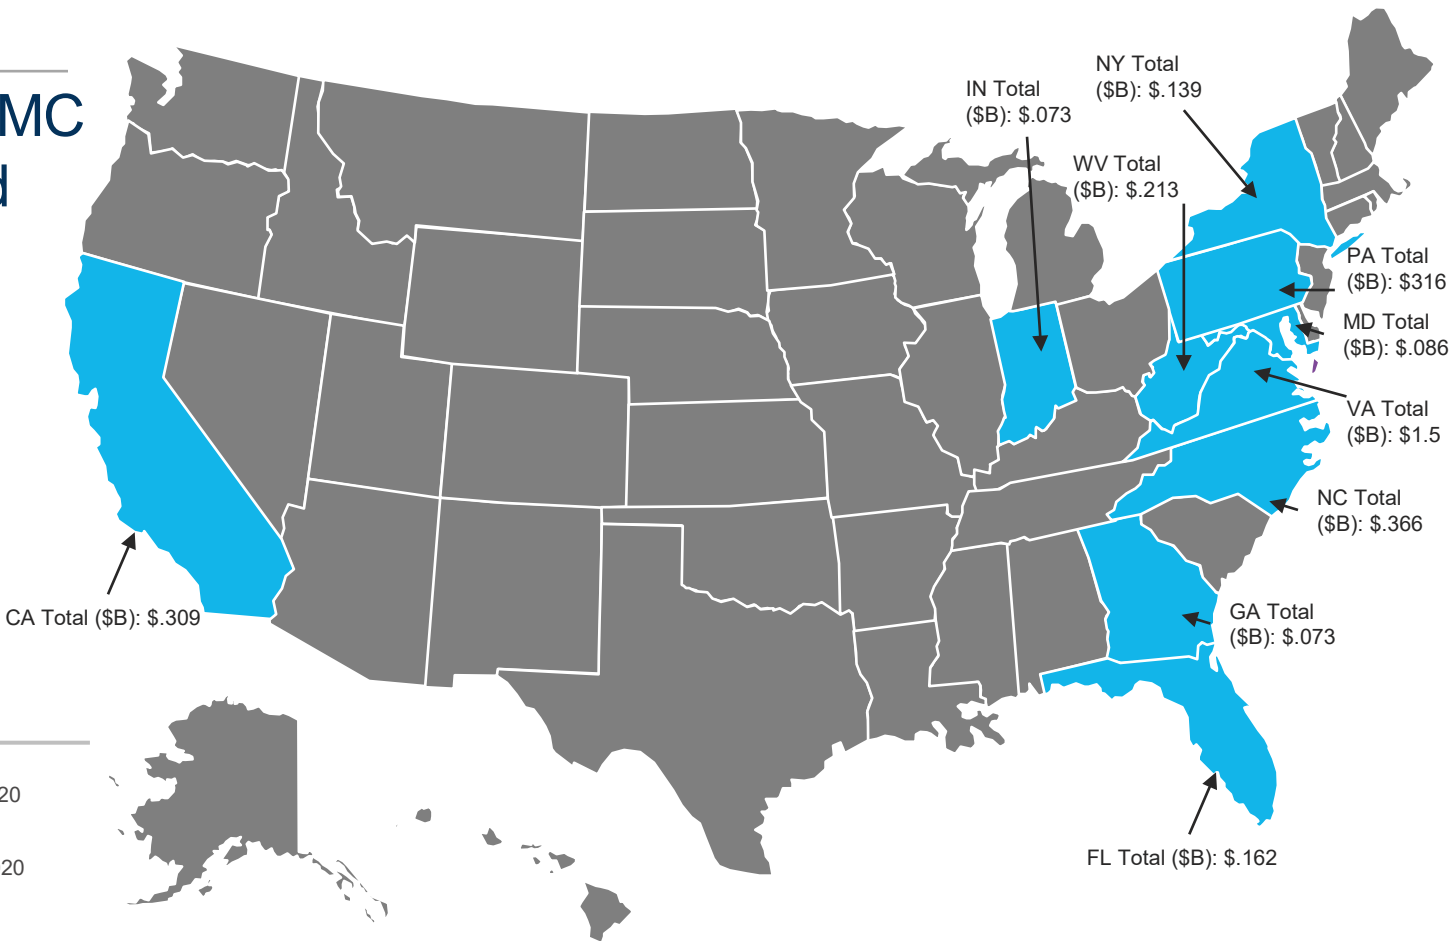 MC
IN Total
($B): $.073
NY Total
($B): $.139
WV Total
($B): $.213
PA Total
($B): $316
MD Total
($B): $.086
VA Total
($B): $1.5
NC Total
($B): $.366
GA Total
($B): $.073
CA Total ($B): $.309
FL Total ($B): $.162
20
20